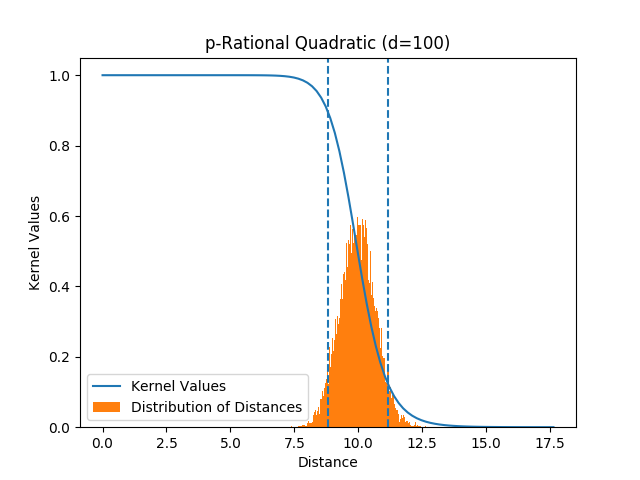 p-Rational Quadratic (d=100)
1.0
0.8
0.6
0.4
0.2
0.0
Kernel Values
Kernel Values
Distribution of Distances
0.0 2.5 5.0 7.5 10.0 12.5 15.0 17.5
Distance